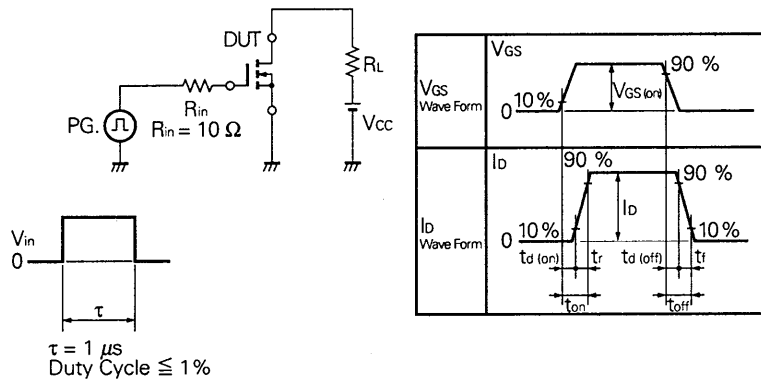 DUT
RL
Rin
Rin = 10 Ω
PG.
VCC
Vin
0
τ
τ = 1 μs
Duty Cycle ≦ 1%
VGS
Wave Form
VGS
90 %
10%
VGS (on)
0
ID
Wave Form
ID
90 %
90 %
ID
0
10%
10%
td (on)
tr
td (off)
tf
ton
toff